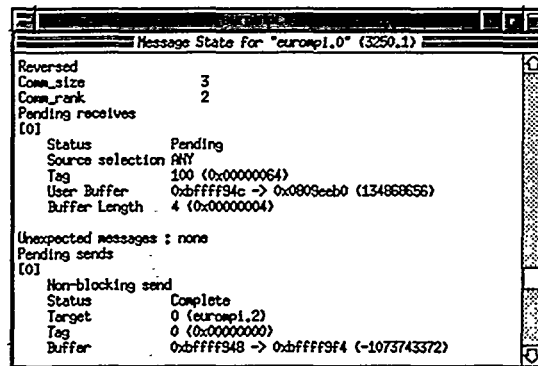 Message State for "europi.0" (3250.1)
Reversed
Comm_size 3
Comm_rank 2
Pending receives
[0]
Status Pending
Source selection ANY
Tag 100 (0x00000064)
User Buffer 0xbffff94c -> 0x0809eeb0 (134868656)
Buffer Length 4 (0x00000004)
Unexpected messages : none
Pending sends
[0]
Non-blocking send
Status Complete
Target 0 (europi.2)
Tag 0 (0x00000000)
Buffer 0xbffff948 -> 0xbffff9f4 (-1073743372)